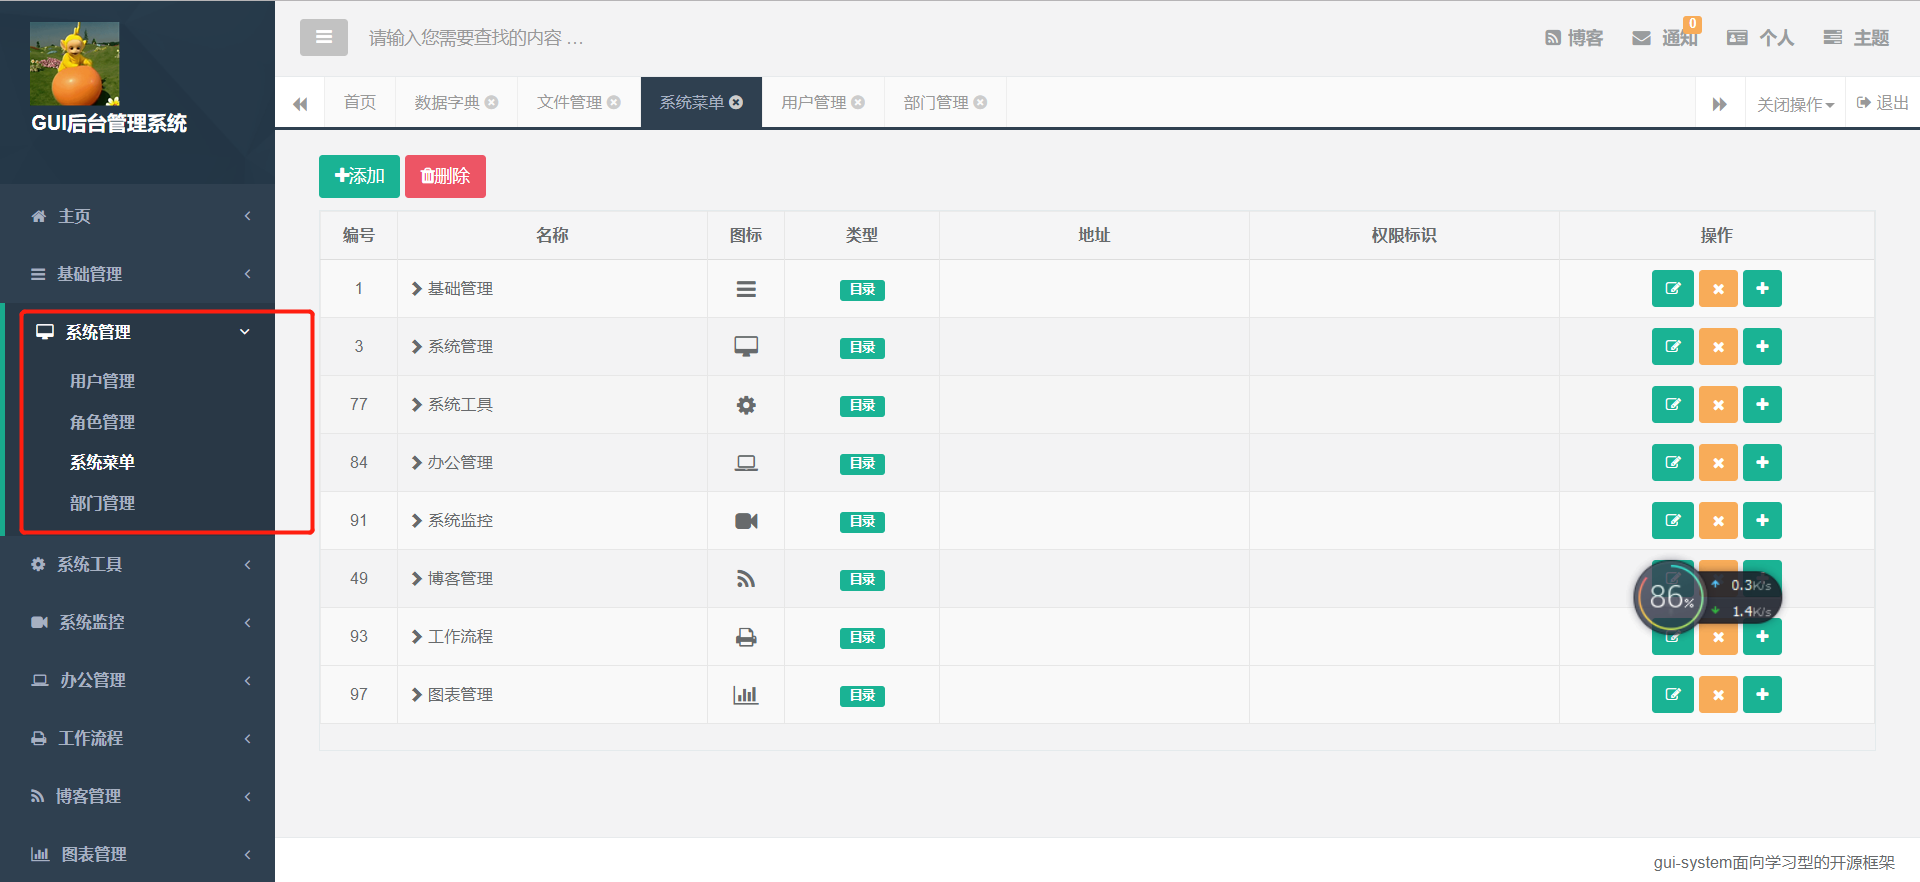 GUI后台管理系统
主页
基础管理
系统管理
用户管理
角色管理
系统菜单
部门管理
系统工具
系统监控
办公管理
工作流程
博客管理
图表管理
请输入您需要查找的内容 …
博客 通知 0 个人 主题
首页 数据字典 文件管理 系统菜单 用户管理 部门管理 关闭操作 退出
添加 删除
编号 名称 图标 类型 地址 权限标识 操作
1 基础管理 目录
3 系统管理 目录
77 系统工具 目录
84 办公管理 目录
91 系统监控 目录
49 博客管理 目录
93 工作流程 目录
97 图表管理 目录
86% 0.3K/s
1.4K/s
gui-system面向学习型的开源框架